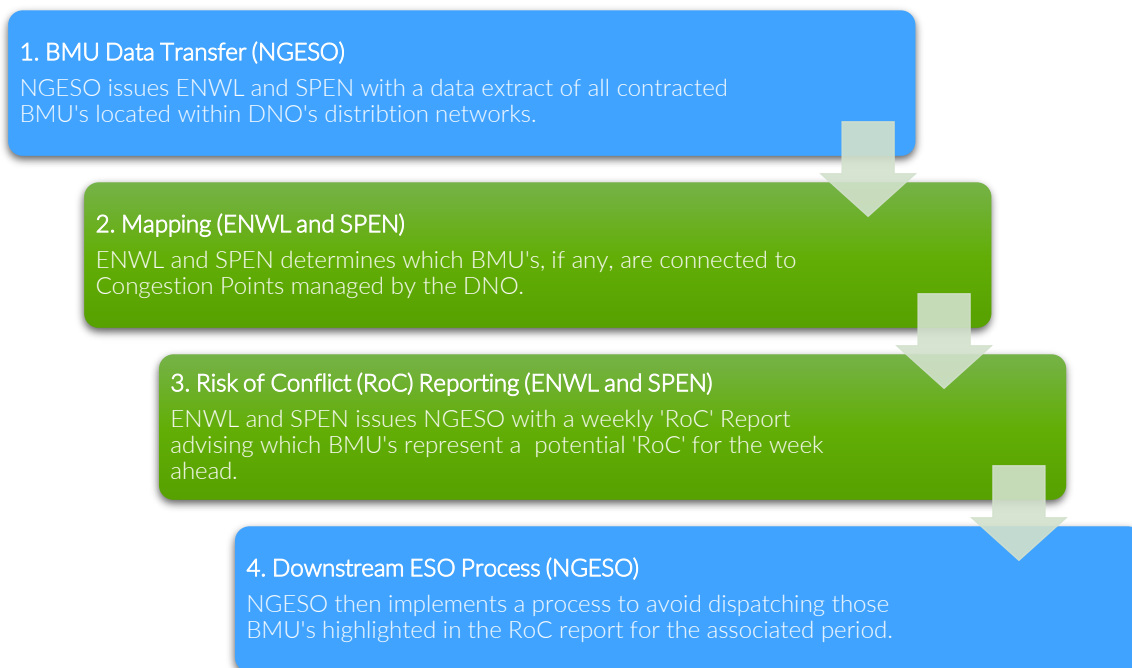 1. BMU Data Transfer (NGESO)
NGESO issues ENWL and SPEN with a data extract of all contracted
BMU's located within DNO's distribtion networks.
2. Mapping (ENWL and SPEN)
ENWL and SPEN determines which BMU's, if any, are connected to
Congestion Points managed by the DNO.
3. Risk of Conflict (RoC) Reporting (ENWL and SPEN)
ENWL and SPEN issues NGESO with a weekly 'RoC' Report
advising which BMU's represent a potential 'RoC' for the week
ahead.
4. Downstream ESO Process (NGESO)
NGESO then implements a process to avoid dispatching those
BMU's highlighted in the RoC report for the associated period.